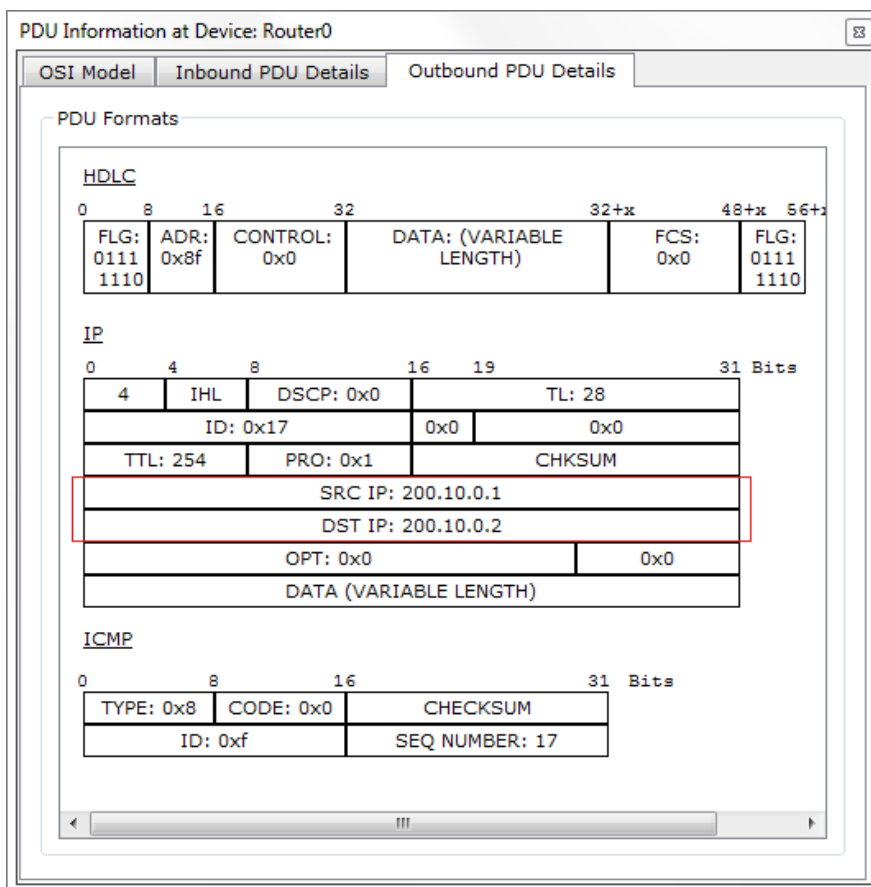 PDU Information at Device: Router0
OSI Model Inbound PDU Details Outbound PDU Details
PDU Formats
HDLC
0 8 16 32 32+x 48+x 56+
FLG: ADR: CONTROL: DATA: (VARIABLE FCS: FLG:
0111 0x8f 0x0 LENGTH) 0x0 0111
1110 1110
IP
0 4 8 16 19 31 Bits
4 IHL DSCP: 0x0 TL: 28
ID: 0x17 0x0 0x0
TTL: 254 PRO: 0x1 CHKSUM
SRC IP: 200.10.0.1
DST IP: 200.10.0.2
OPT: 0x0 0x0
DATA (VARIABLE LENGTH)
ICMP
0 8 16 31 Bits
TYPE: 0x8 CODE: 0x0 CHECKSUM
ID: 0xf SEQ NUMBER: 17